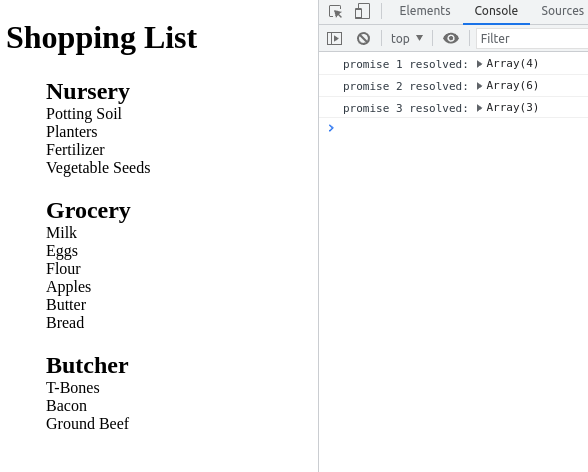 Shopping List
Nursery
Potting Soil
Planters
Fertilizer
Vegetable Seeds
Grocery
Milk
Eggs
Flour
Apples
Butter
Bread
Butcher
T-Bones
Bacon
Ground Beef
Elements Console Sources
top Filter
promise 1 resolved: Array(4)
promise 2 resolved: Array(6)
promise 3 resolved: Array(3)